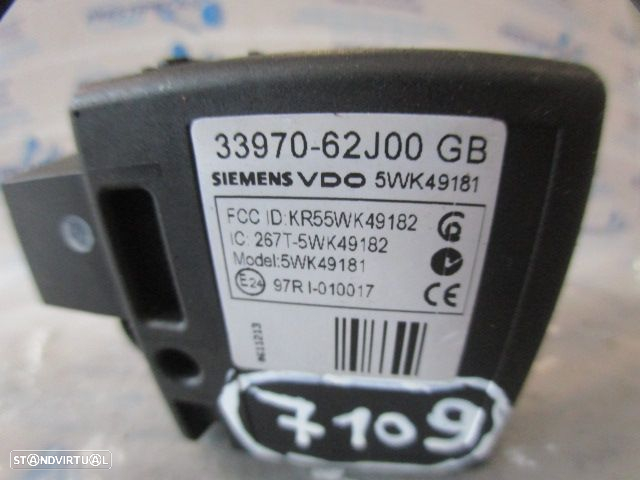 33970-62J00 GB
SIEMENS VDO 5WK49181
FCC ID:KR55WK49182
IC: 267T-5WK49182
Model:5WK49181
E24 97R I-010017
CE
0611213
7109
STANDVIRTUAL